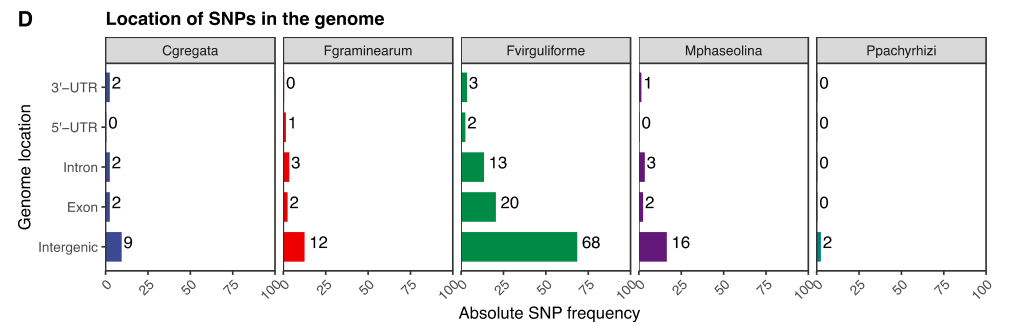 D
Location of SNPs in the genome
Cgregata Fgraminearum Fvirguliforme Mphaseolina Ppachyrhizi
3'−UTR 2 0 3 1 0
5'−UTR 0 1 2 0 0
Intron 2 3 13 3 0
Exon 2 2 20 2 0
Intergenic 9 12 68 16 2
0 25 50 75 100 0 25 50 75 100 0 25 50 75 100 0 25 50 75 100 0 25 50 75 100
Absolute SNP frequency
Genome location